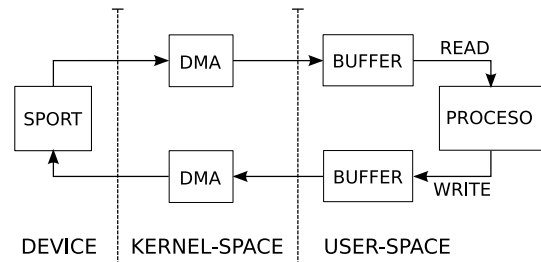 READ
DMA
BUFFER
SPORT
PROCESO
DMA
BUFFER
WRITE
DEVICE
KERNEL-SPACE
USER-SPACE